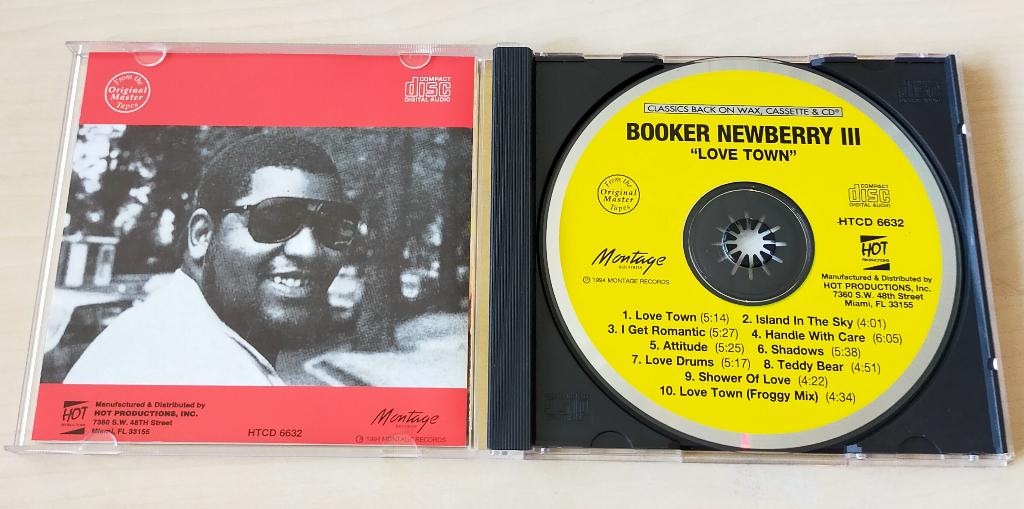 From the
Original
Master
Tapes
COMPACT
disc
DIGITAL AUDIO
HOT
PRODUCTIONS
Manufactured & Distributed by
HOT PRODUCTIONS, INC.
7360 S.W. 48TH Street
Miami, FL 33155
HTCD 6632
Montage
RECORDS
© 1994 MONTAGE RECORDS
CLASSICS BACK ON WAX, CASSETTE & CD®
BOOKER NEWBERRY III
"LOVE TOWN"
From the
Original
Master
Tapes
COMPACT
disc
DIGITAL AUDIO
HTCD 6632
Montage
RECORDS
℗ 1994 MONTAGE RECORDS
HOT
PRODUCTIONS
Manufactured & Distributed by
HOT PRODUCTIONS, Inc.
7360 S.W. 48th Street
Miami, FL 33155
1. Love Town (5:14) 2. Island In The Sky (4:01)
3. I Get Romantic (5:27) 4. Handle With Care (6:05)
5. Attitude (5:25) 6. Shadows (5:38)
7. Love Drums (5:17) 8. Teddy Bear (4:51)
9. Shower Of Love (4:22)
10. Love Town (Froggy Mix) (4:34)